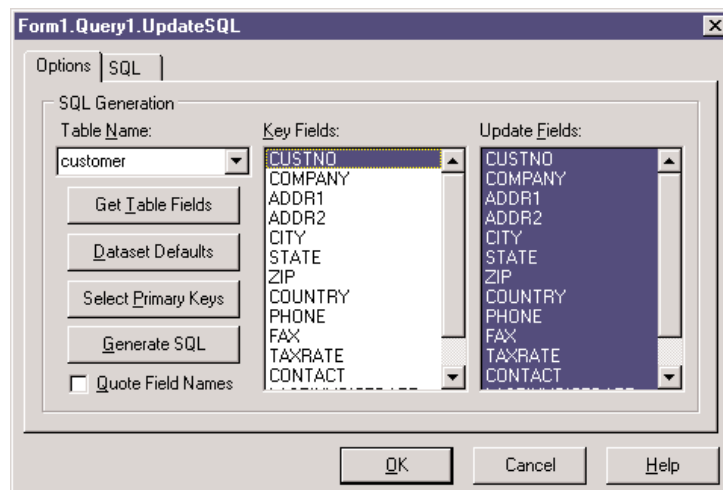 Form1.Query1.UpdateSQL
Options
SQL
SQL Generation
Table Name:
customer
Get Table Fields
Dataset Defaults
Select Primary Keys
Generate SQL
Quote Field Names
Key Fields:
CUSTNO
COMPANY
ADDR1
ADDR2
CITY
STATE
ZIP
COUNTRY
PHONE
FAX
TAXRATE
CONTACT
Update Fields:
CUSTNO
COMPANY
ADDR1
ADDR2
CITY
STATE
ZIP
COUNTRY
PHONE
FAX
TAXRATE
CONTACT
OK
Cancel
Help